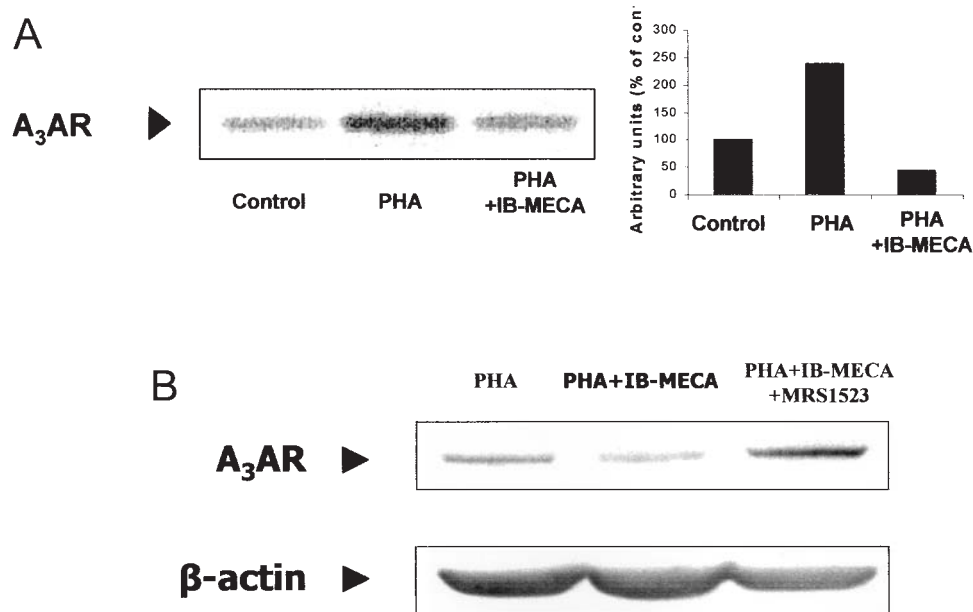 A
A₃AR
Control
PHA
PHA
+IB-MECA
Arbitrary units (% of con
300
250
200
150
100
50
0
Control
PHA
PHA
+IB-MECA
B
PHA
PHA+IB-MECA
PHA+IB-MECA
+MRS1523
A₃AR
β-actin